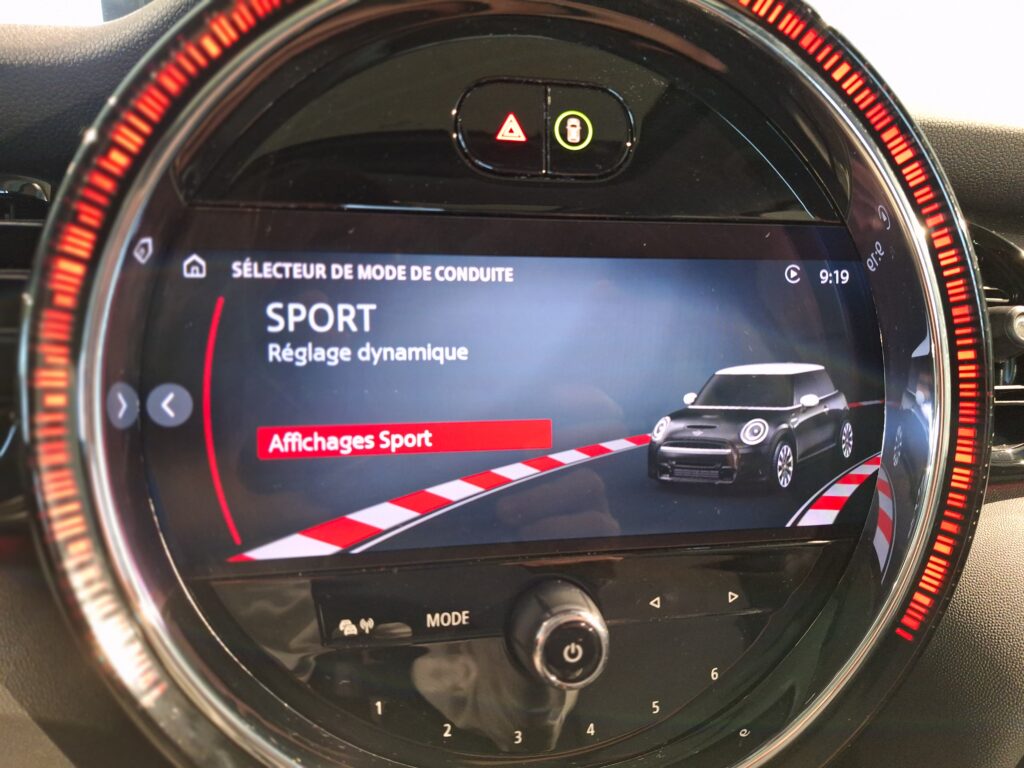 SÉLECTEUR DE MODE DE CONDUITE
9:19
SPORT
Réglage dynamique
Affichages Sport
MODE
1
2
3
4
5
6